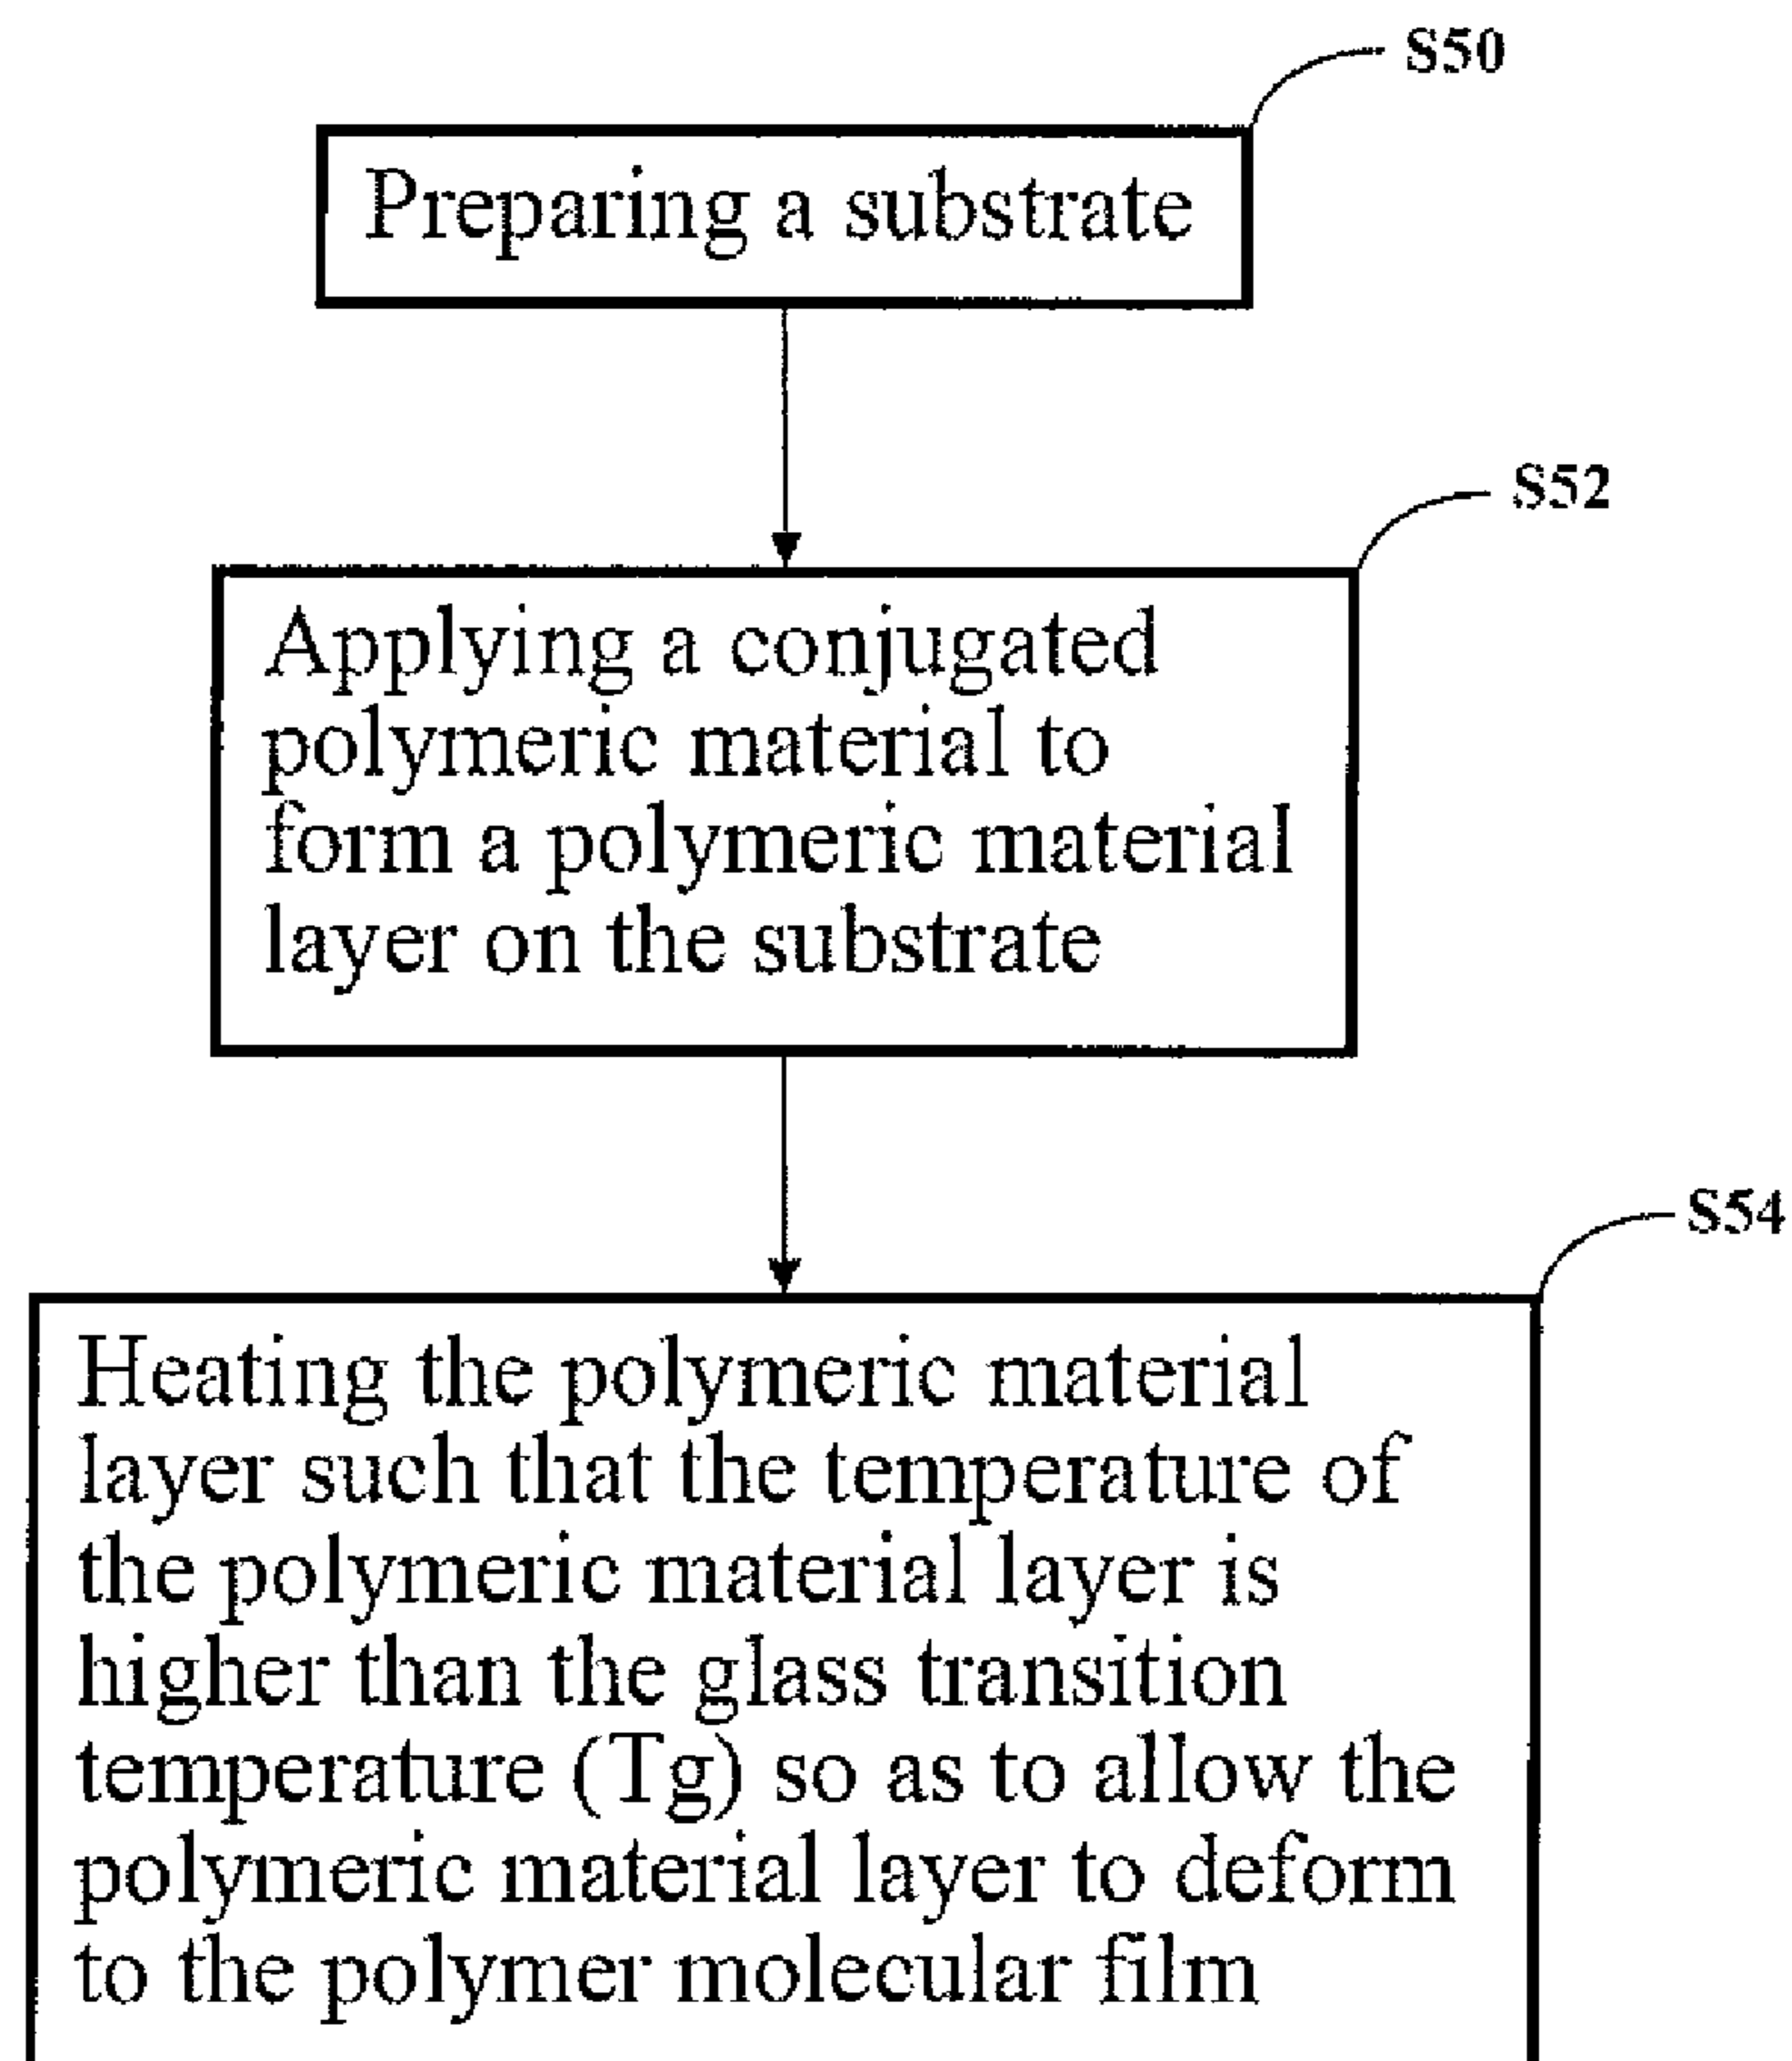 S50
Preparing a substrate
S52
Applying a conjugated
polymeric material to
form a polymeric material
layer on the substrate
S54
Heating the polymeric material
layer such that the temperature of
the polymeric material layer is
higher than the glass transition
temperature (Tg) so as to allow the
polymeric material layer to deform
to the polymer molecular film